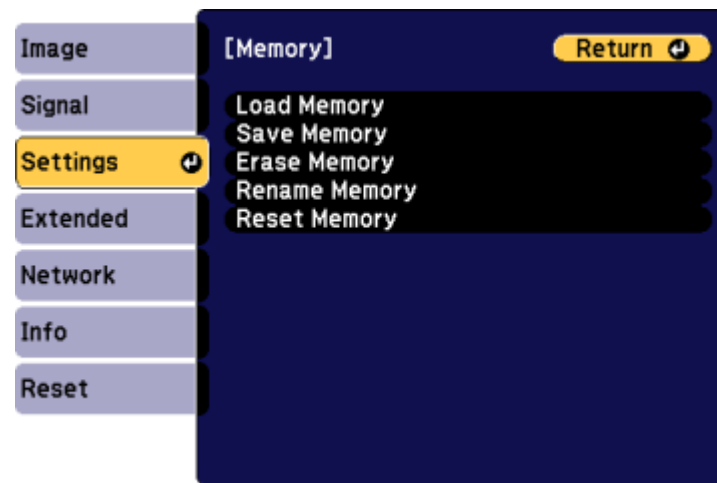 Image
Signal
Settings
Extended
Network
Info
Reset
[Memory]
Return
Load Memory
Save Memory
Erase Memory
Rename Memory
Reset Memory